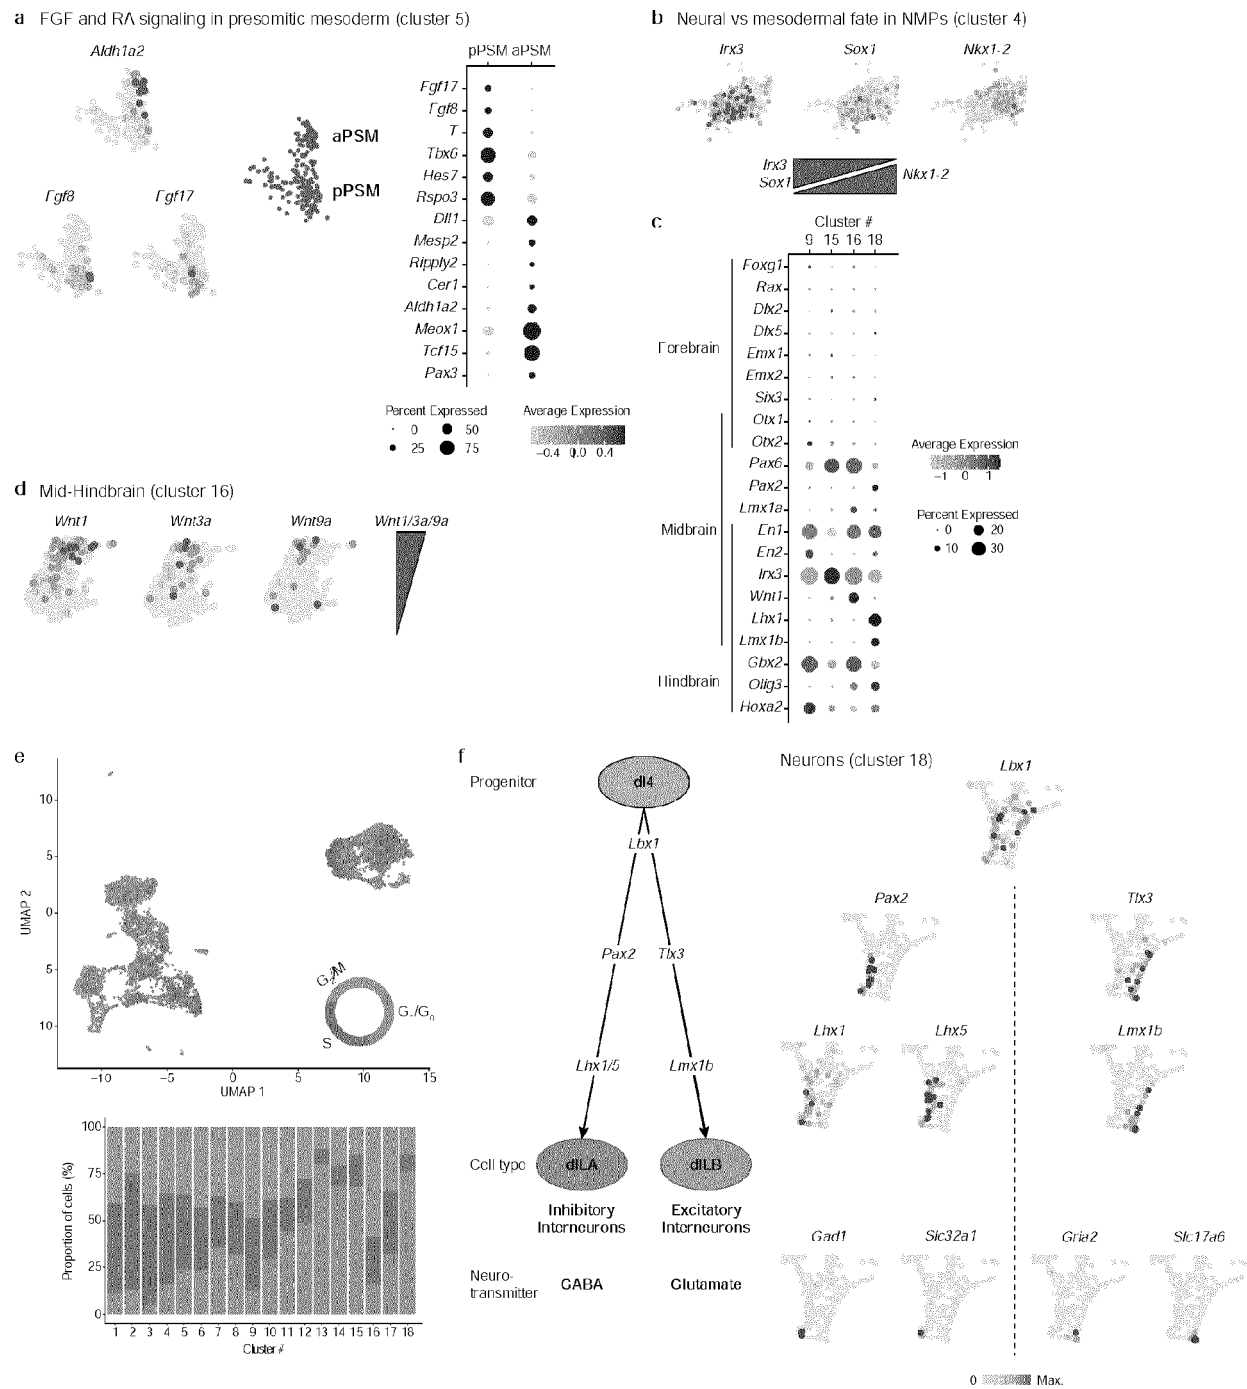 a FGF and RA signaling in presomitic mesoderm (cluster 5)
Aldh1a2
aPSM
pPSM
Fgf8
Fgf17
pPSM aPSM
Fgf17
Fgf8
T
Tbx6
Hes7
Rspo3
Dll1
Mesp2
Ripply2
Cer1
Aldh1a2
Meox1
Tcf15
Pax3
Percent Expressed
0
50
25
75
Average Expression
−0.4 0.0 0.4
b Neural vs mesodermal fate in NMPs (cluster 4)
Irx3
Sox1
Nkx1-2
Irx3
Sox1
Nkx1-2
c
Cluster #
9 15 16 18
Forebrain
Midbrain
Hindbrain
Foxg1
Rax
Dlx2
Dlx5
Emx1
Emx2
Six3
Otx1
Otx2
Pax6
Pax2
Lmx1a
En1
En2
Irx3
Wnt1
Lhx1
Lmx1b
Gbx2
Olig3
Hoxa2
Average Expression
−1 0 1
Percent Expressed
0 20
10 30
d Mid-Hindbrain (cluster 16)
Wnt1
Wnt3a
Wnt9a
Wnt1/3a/9a
e
10
5
0
5
10
UMAP 2
−10 −5 0 5 10 15
UMAP 1
G2/M
S
100
75
50
25
0
Proportion of cells (%)
1 2 3 4 5 6 7 8 9 10 11 12 13 14 15 16 17 18
Cluster #
f
Progenitor
dI4
Lbx1
Pax2
Tlx3
Lhx1/5
Lmx1b
Cell type
dILA
dILB
Inhibitory
Interneurons
Excitatory
Interneurons
Neuro-
transmitter
GABA
Glutamate
Neurons (cluster 18)
Lbx1
Pax2
Tlx3
Lhx1
Lhx5
Lmx1b
Gad1
Slc32a1
Gria2
Slc17a6
0 Max.